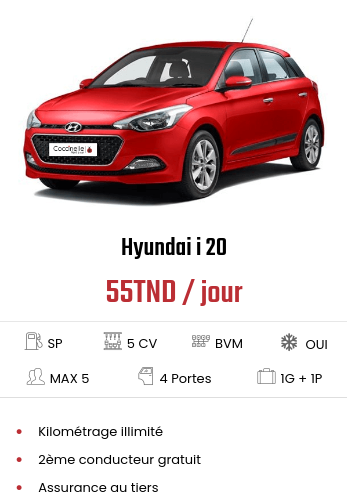 Coccinelle
Hyundai i 20
55TND / jour
SP 5 CV BVM OUI
MAX 5 4 Portes 1G + 1P
Kilométrage illimité
2ème conducteur gratuit
Assurance au tiers